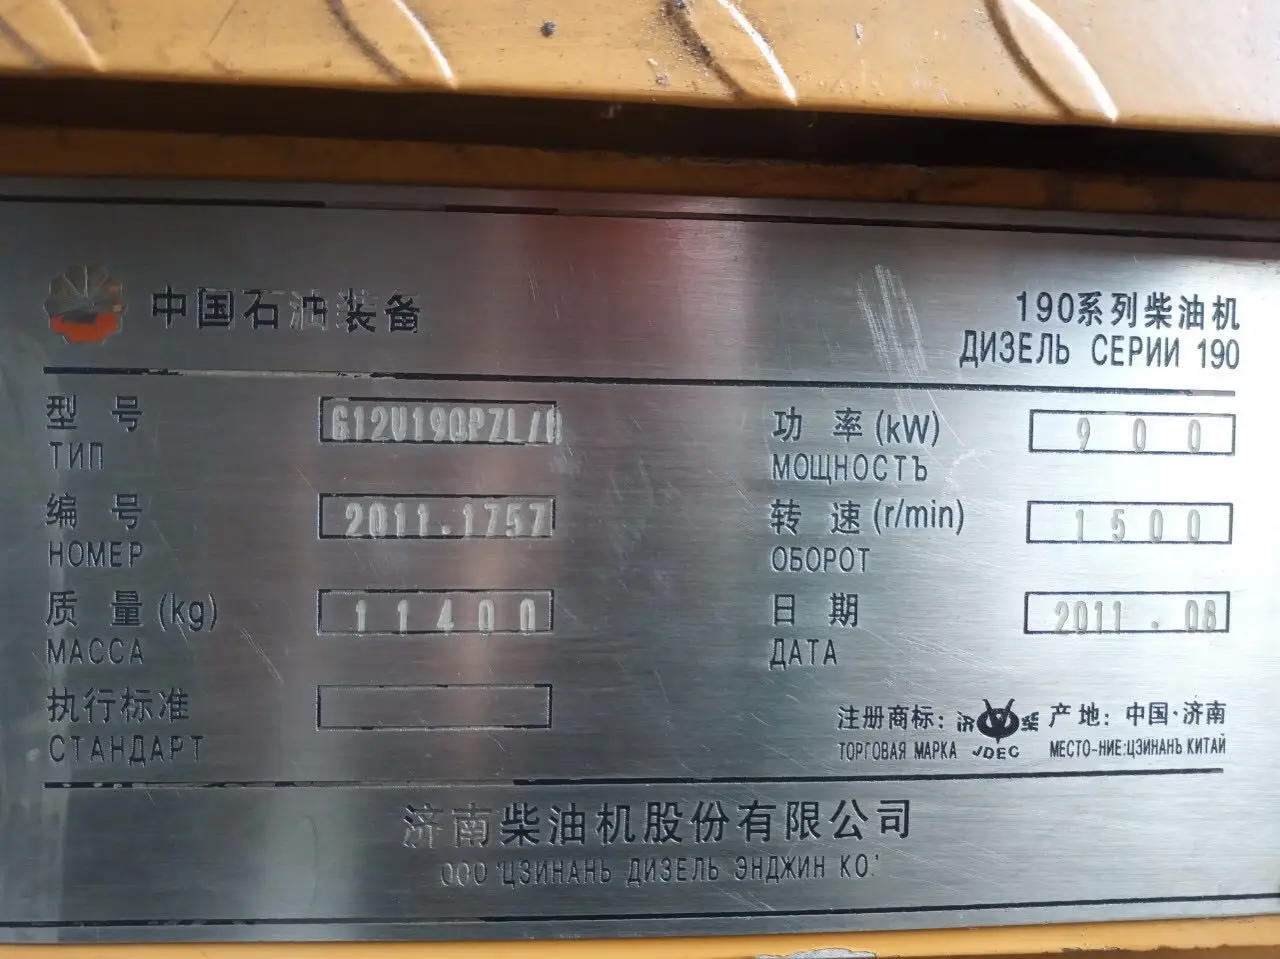 中国石油装备
190系列柴油机
ДИЗЕЛЬ СЕРИИ 190
型 号 G12V190PZL/
ТИП
功 率(kW) 900
МОЩНОСТЪ
编 号 2011.1757
НОМЕР
转 速(r/min) 1500
ОБОРОТ
质 量(kg) 11400
МАССА
日 期 2011.08
ДАТА
执行标准
СТАНДАРТ
注册商标: 济柴 产 地: 中国·济南
ТОРГОВАЯ МАРКА JDEC МЕСТО-НИЕ:ЦЗИНАНЬ КИТАЙ
济南柴油机股份有限公司
ООО "ЦЗИНАНЬ ДИЗЕЛЬ ЭНДЖИН КО."